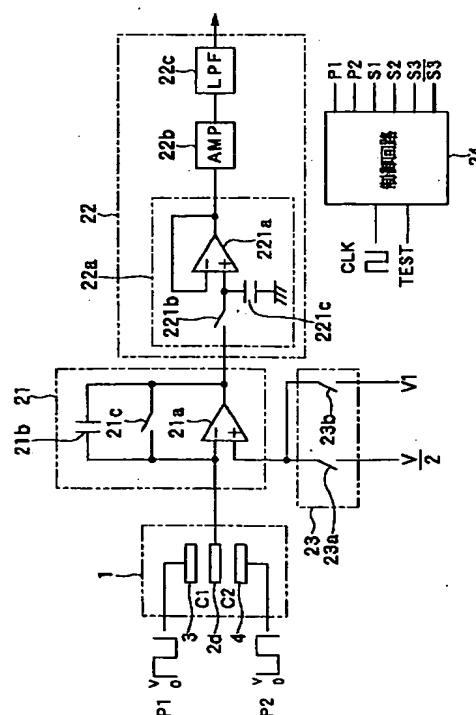 P1
V
0
P2
V
0
1
3
C1
2d
C2
4
21
21b
21c
21a
23
23a
23b
V/2
V1
22
22a
221a
221b
221c
22b
AMP
22c
LPF
CLK
TEST
制御回路
P1
P2
S1
S2
S3
S̅3̅